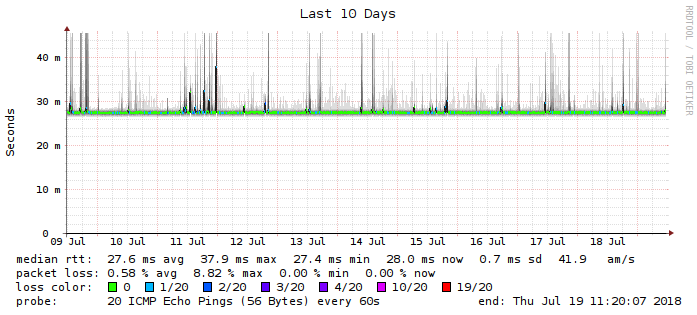 Last 10 Days
RRDTOOL / TOBI OETIKER
Seconds
40 m
30 m
20 m
10 m
0
09 Jul 10 Jul 11 Jul 12 Jul 13 Jul 14 Jul 15 Jul 16 Jul 17 Jul 18 Jul
median rtt: 27.6 ms avg 37.9 ms max 27.4 ms min 28.0 ms now 0.7 ms sd 41.9 am/s
packet loss: 0.58 % avg 8.82 % max 0.00 % min 0.00 % now
loss color: 0 1/20 2/20 3/20 4/20 10/20 19/20
probe: 20 ICMP Echo Pings (56 Bytes) every 60s end: Thu Jul 19 11:20:07 2018